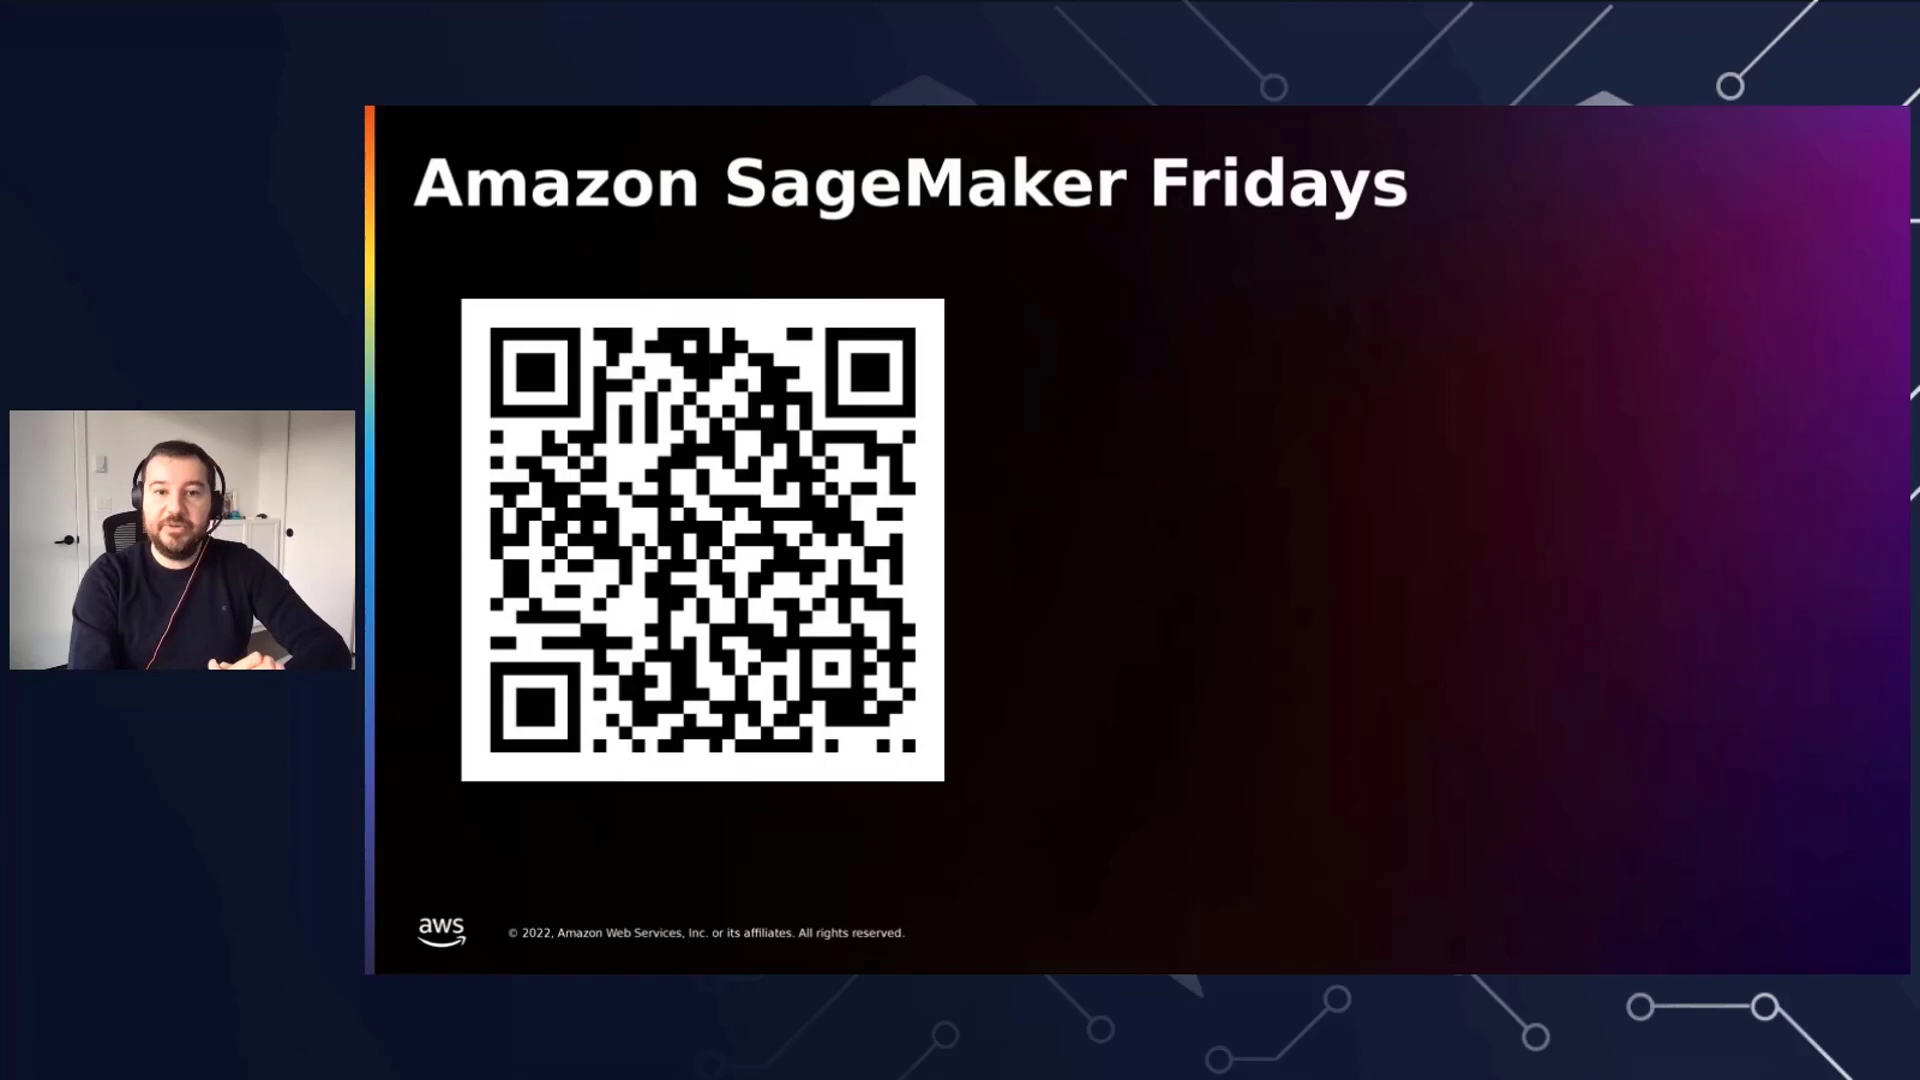 Amazon SageMaker Fridays
aws
© 2022, Amazon Web Services, Inc. or its affiliates. All rights reserved.